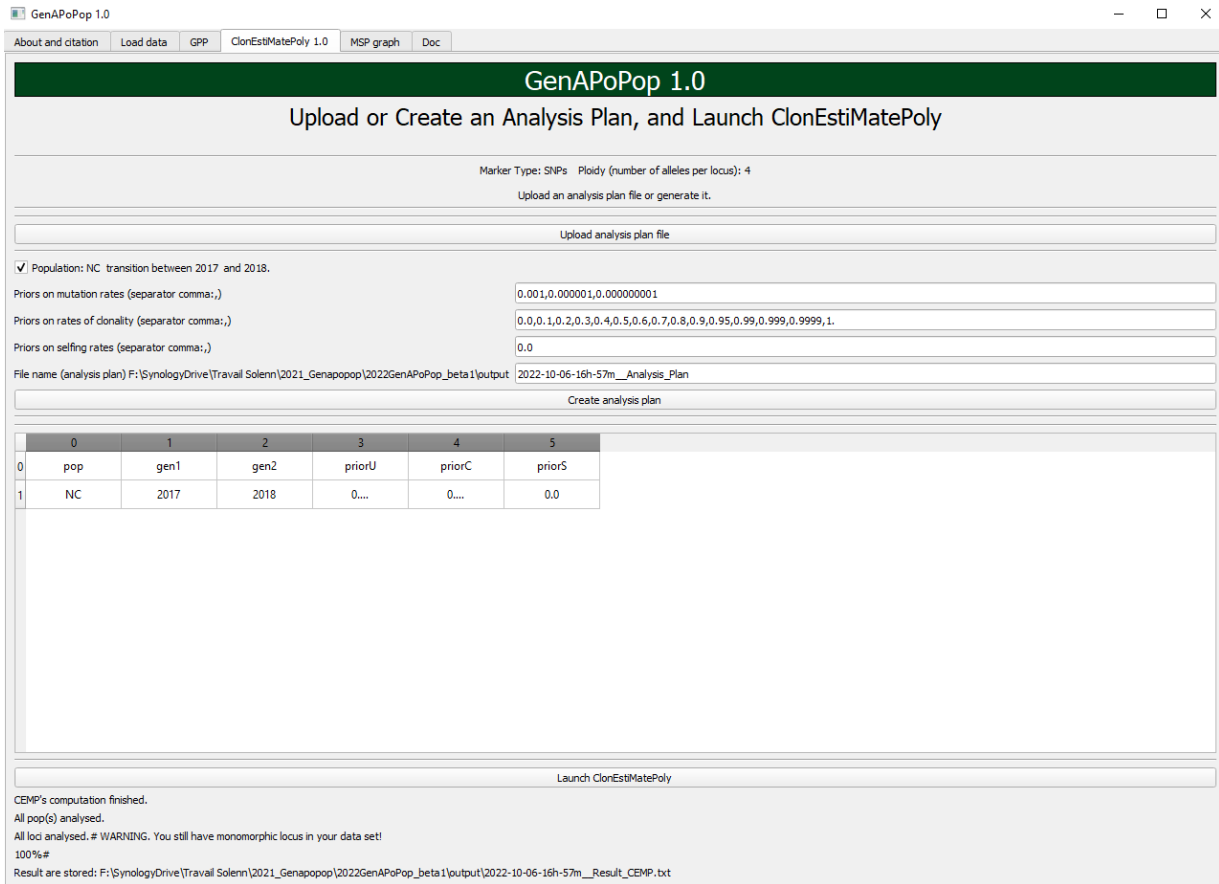 GenAPoPop 1.0
About and citation Load data GPP ClonEstiMatePoly 1.0 MSP graph Doc
GenAPoPop 1.0
Upload or Create an Analysis Plan, and Launch ClonEstiMatePoly
Marker Type: SNPs Ploidy (number of alleles per locus): 4
Upload an analysis plan file or generate it.
Upload analysis plan file
Population: NC transition between 2017 and 2018.
Priors on mutation rates (separator comma:,) 0.001,0.000001,0.000000001
Priors on rates of clonality (separator comma:,) 0.0,0.1,0.2,0.3,0.4,0.5,0.6,0.7,0.8,0.9,0.95,0.99,0.999,0.9999,1.
Priors on selfing rates (separator comma:,) 0.0
File name (analysis plan) F:\SynologyDrive\Travail Solenn\2021_Genapopop\2022GenAPoPop_beta1\output 2022-10-06-16h-57m__Analysis_Plan
Create analysis plan
0 1 2 3 4 5
0 pop gen1 gen2 priorU priorC priorS
1 NC 2017 2018 0.... 0.... 0.0
Launch ClonEstiMatePoly
CEMP's computation finished.
All pop(s) analysed.
All loci analysed. # WARNING. You still have monomorphic locus in your data set!
100%#
Result are stored: F:\SynologyDrive\Travail Solenn\2021_Genapopop\2022GenAPoPop_beta1\output\2022-10-06-16h-57m__Result_CEMP.txt